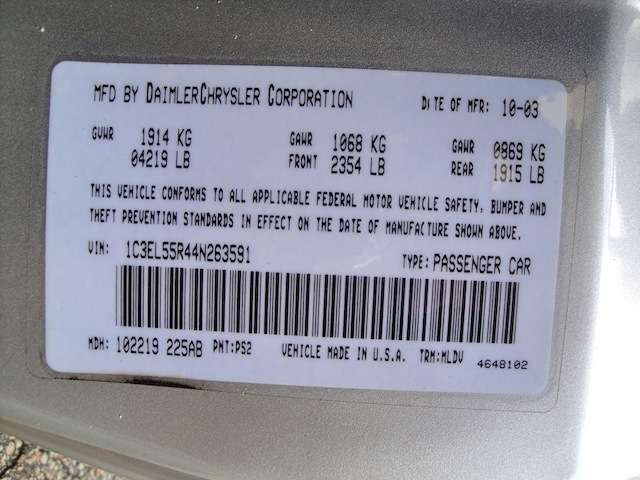 MFD BY DAIMLERCHRYSLER CORPORATION DATE OF MFR: 10-03
GVWR 1914 KG GAWR 1068 KG GAWR 0869 KG
04219 LB FRONT 2354 LB REAR 1915 LB
THIS VEHICLE CONFORMS TO ALL APPLICABLE FEDERAL MOTOR VEHICLE SAFETY, BUMPER AND
THEFT PREVENTION STANDARDS IN EFFECT ON THE DATE OF MANUFACTURE SHOWN ABOVE.
VIN: 1C3EL55R44N263591 TYPE: PASSENGER CAR
MDH: 102219 225AB PNT:PS2 VEHICLE MADE IN U.S.A. TRM:MLDV 4648102